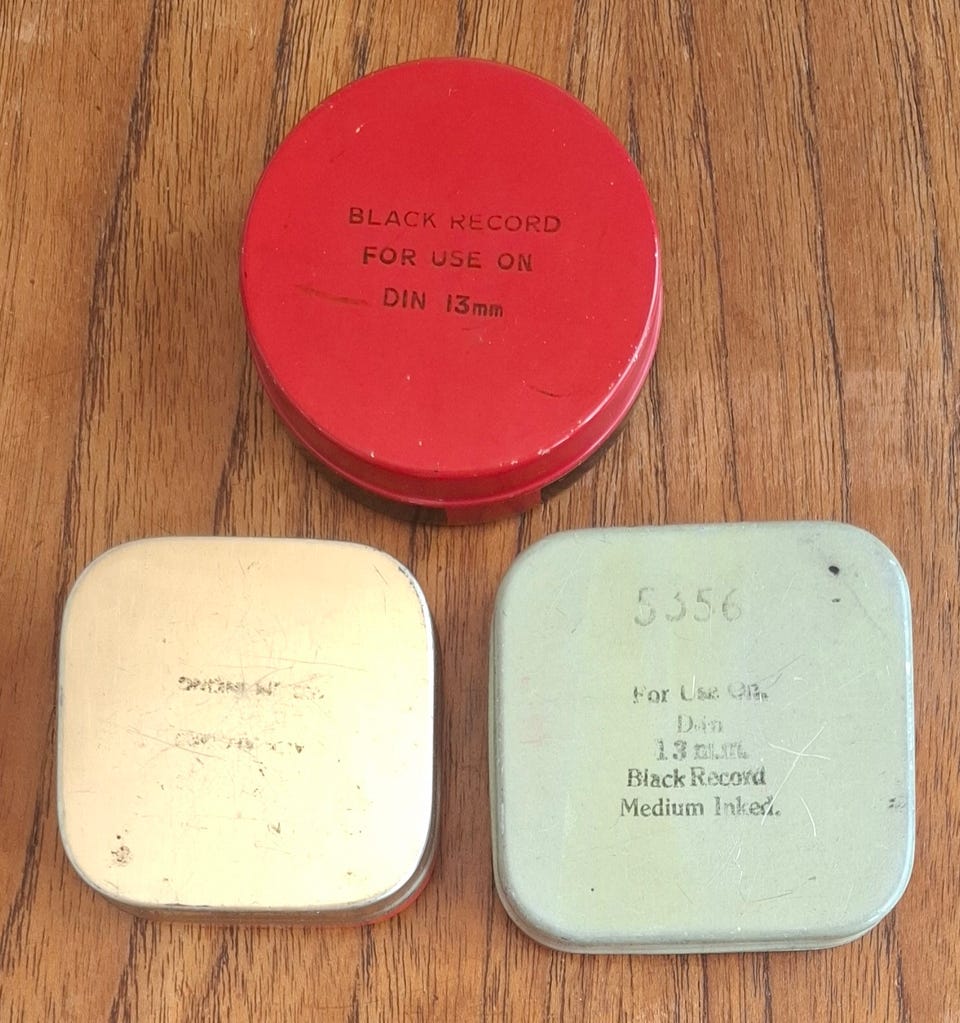 BLACK RECORD
FOR USE ON
DIN 13mm
5356
For Use On.
Din
13 m.m.
Black Record
Medium Inked.